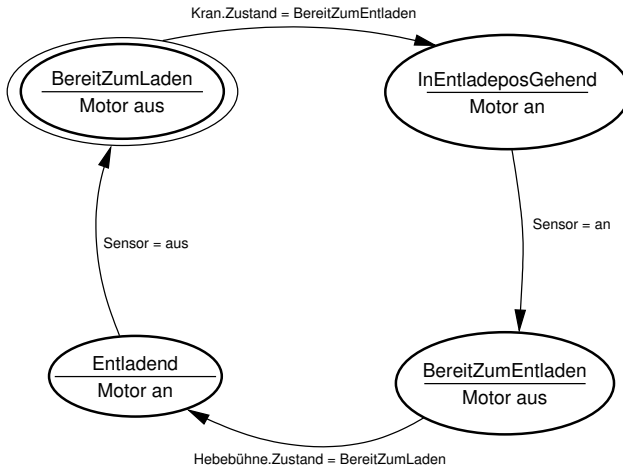 Kran.Zustand = BereitZumEntladen
BereitZumLaden
Motor aus
InEntladeposGehend
Motor an
Sensor = aus
Sensor = an
Entladend
Motor an
BereitZumEntladen
Motor aus
Hebebühne.Zustand = BereitZumLaden